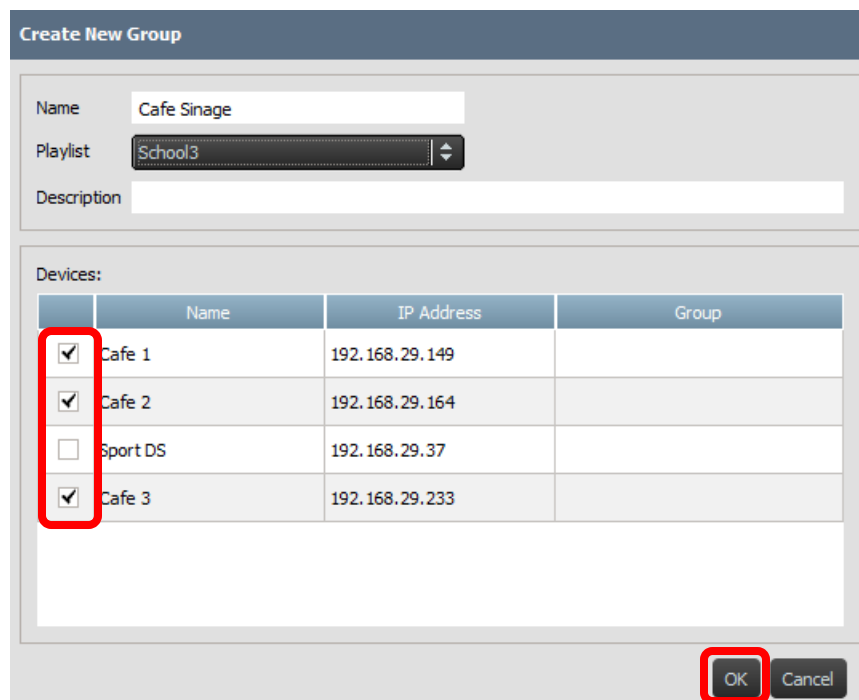 Create New Group
Name Cafe Sinage
Playlist School3
Description
Devices:
Name IP Address Group
Cafe 1 192.168.29.149
Cafe 2 192.168.29.164
Sport DS 192.168.29.37
Cafe 3 192.168.29.233
OK Cancel